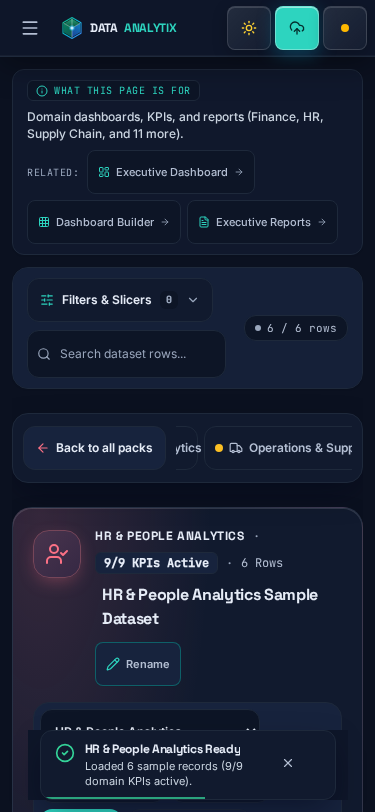 DATA ANALYTIX
WHAT THIS PAGE IS FOR
Domain dashboards, KPIs, and reports (Finance, HR,
Supply Chain, and 11 more).
RELATED:
Executive Dashboard →
Dashboard Builder →
Executive Reports →
Filters & Slicers 0
6 / 6 rows
Search dataset rows...
← Back to all packs
ytics
Operations & Supp
HR & PEOPLE ANALYTICS ·
9/9 KPIs Active · 6 Rows
HR & People Analytics Sample
Dataset
Rename
HR & People Analytics Ready
Loaded 6 sample records (9/9
domain KPIs active).